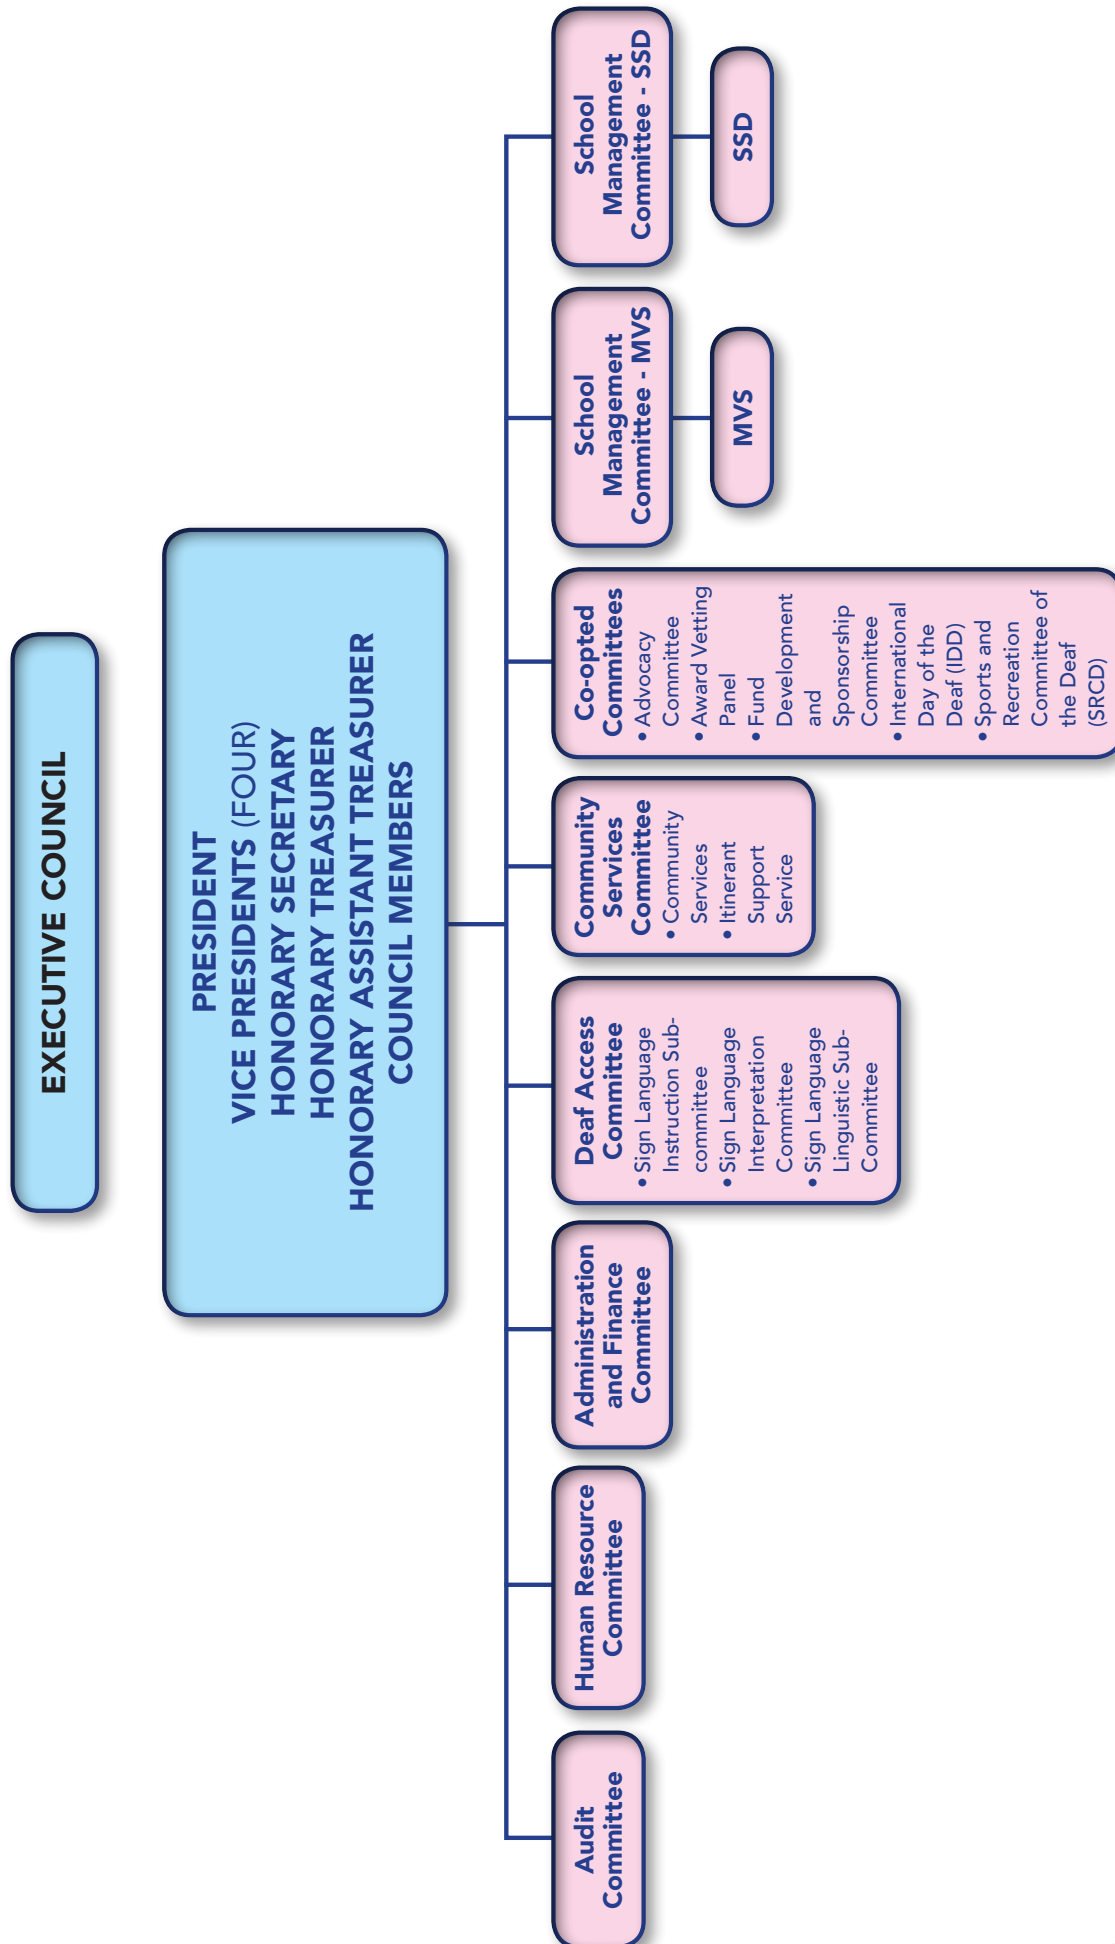 EXECUTIVE COUNCIL
PRESIDENT
VICE PRESIDENTS (FOUR)
HONORARY SECRETARY
HONORARY TREASURER
HONORARY ASSISTANT TREASURER
COUNCIL MEMBERS
Audit
Committee
Human Resource
Committee
Administration
and Finance
Committee
Deaf Access
Committee
• Sign Language
Instruction Sub-
committee
• Sign Language
Interpretation
Committee
• Sign Language
Linguistic Sub-
Committee
Community
Services
Committee
• Community
Services
• Itinerant
Support
Service
Co-opted
Committees
• Advocacy
Committee
• Award Vetting
Panel
• Fund
Development
and
Sponsorship
Committee
• International
Day of the
Deaf (IDD)
• Sports and
Recreation
Committee of
the Deaf
(SRCD)
School
Management
Committee - MVS
MVS
School
Management
Committee - SSD
SSD